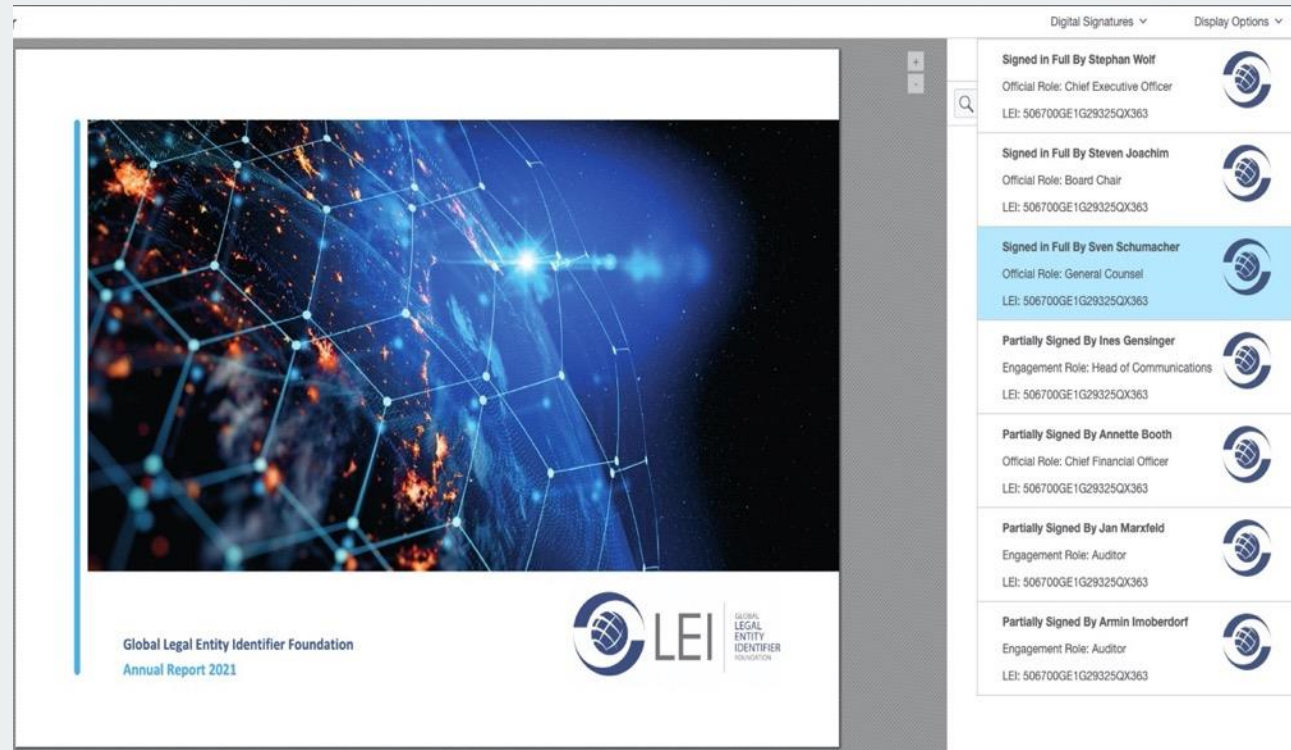 Digital Signatures
Display Options
+
-
Signed in Full By Stephan Wolf
Official Role: Chief Executive Officer
LEI: 506700GE1G29325QX363
Signed in Full By Steven Joachim
Official Role: Board Chair
LEI: 506700GE1G29325QX363
Signed in Full By Sven Schumacher
Official Role: General Counsel
LEI: 506700GE1G29325QX363
Partially Signed By Ines Gensinger
Engagement Role: Head of Communications
LEI: 506700GE1G29325QX363
Partially Signed By Annette Booth
Official Role: Chief Financial Officer
LEI: 506700GE1G29325QX363
Partially Signed By Jan Marxfeld
Engagement Role: Auditor
LEI: 506700GE1G29325QX363
Partially Signed By Armin Imoberdorf
Engagement Role: Auditor
LEI: 506700GE1G29325QX363
Global Legal Entity Identifier Foundation
Annual Report 2021
LEI
GLOBAL
LEGAL
ENTITY
IDENTIFIER
FOUNDATION